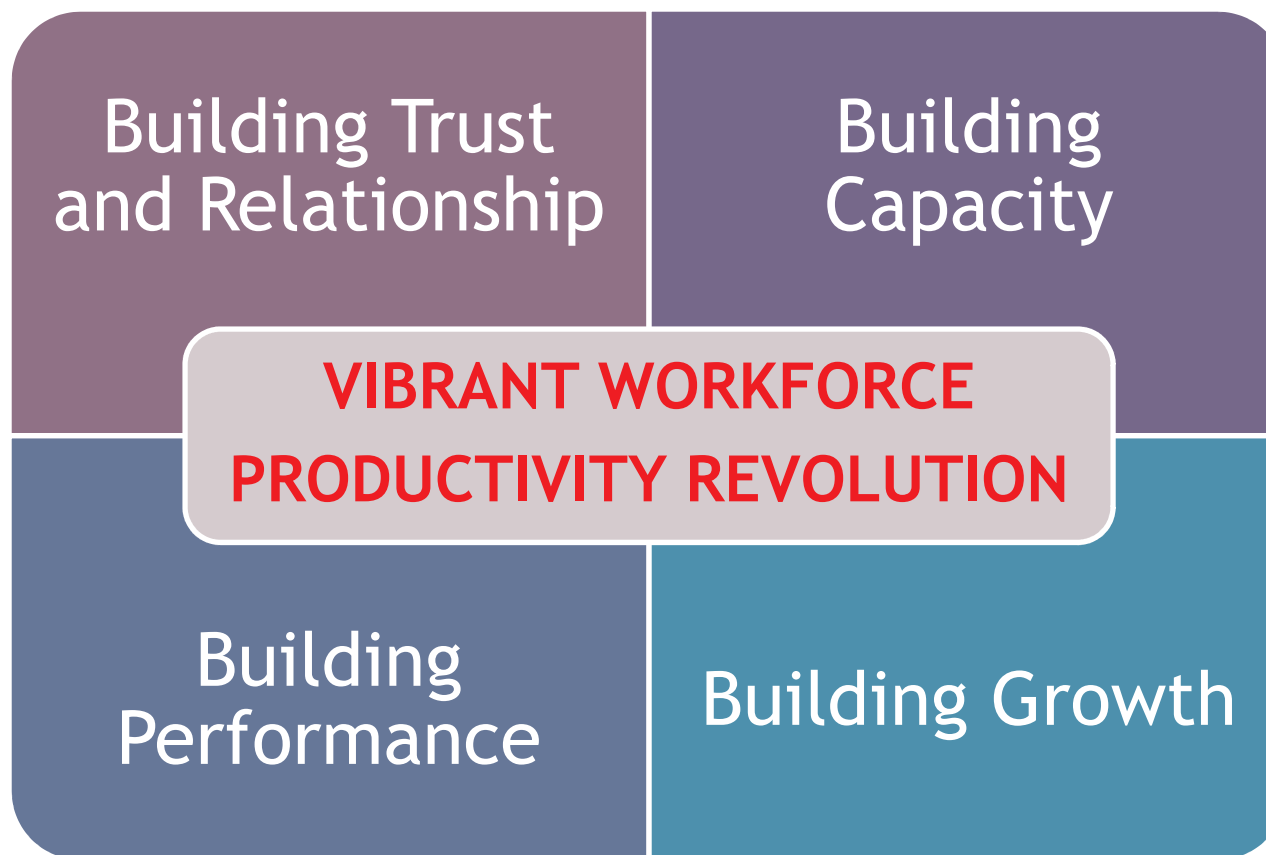 Building Trust
and Relationship
Building
Capacity
VIBRANT WORKFORCE
PRODUCTIVITY REVOLUTION
Building
Performance
Building Growth